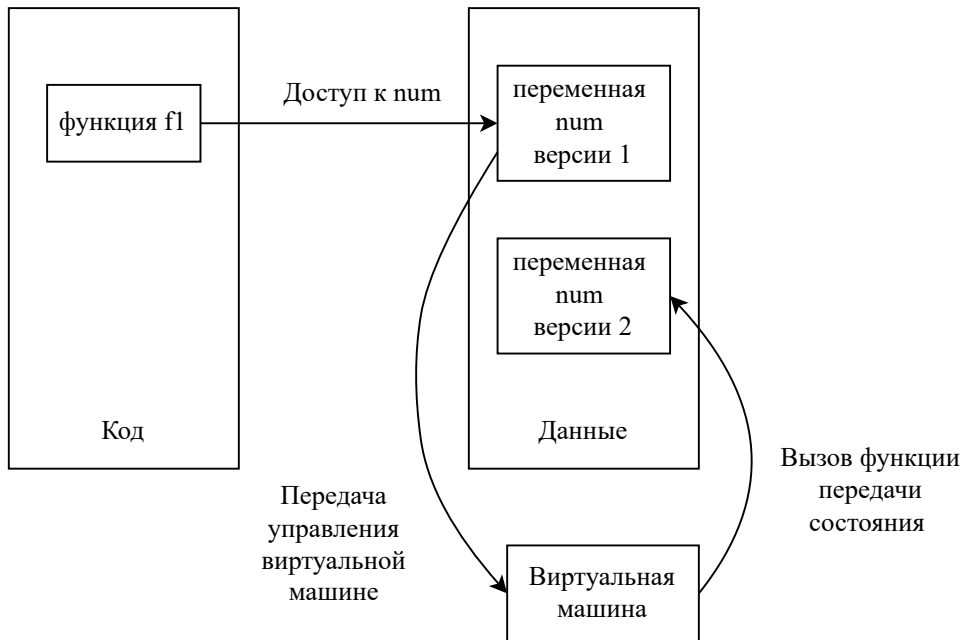 функция f1
Доступ к num
переменная
num
версии 1
переменная
num
версии 2
Код
Данные
Передача
управления
виртуальной
машине
Виртуальная
машина
Вызов функции
передачи
состояния